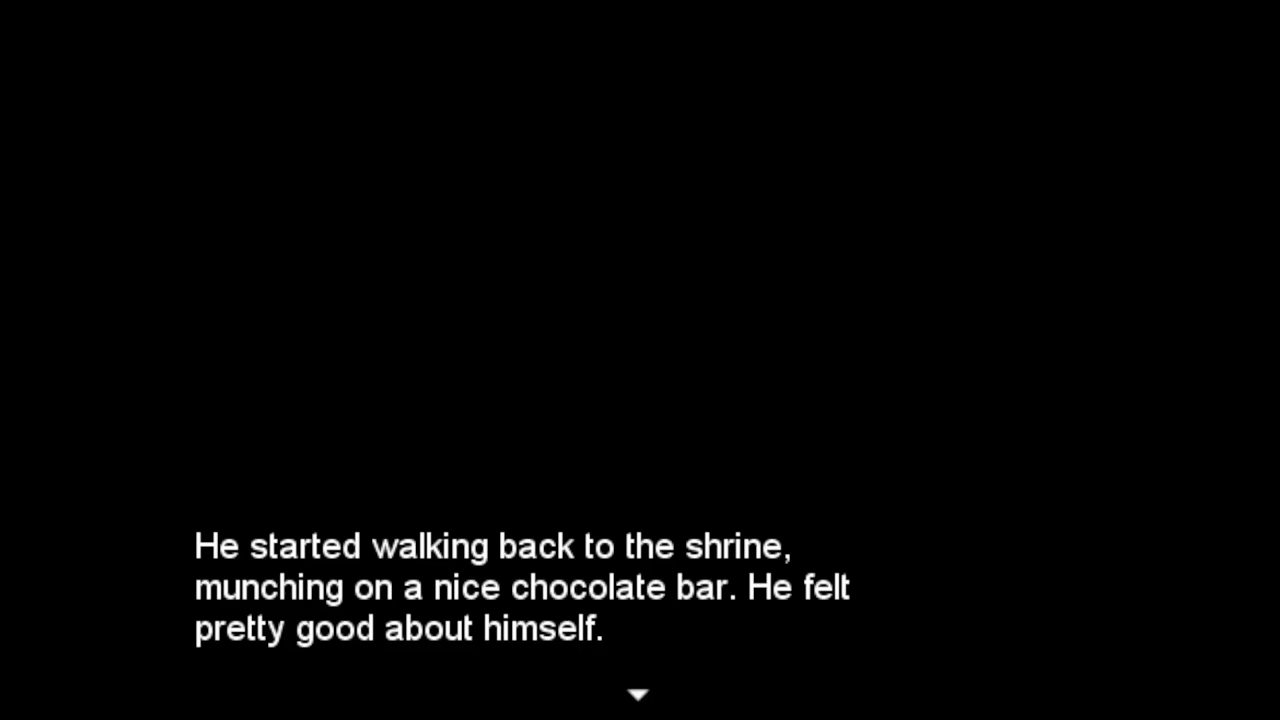 He started walking back to the shrine,
munching on a nice chocolate bar. He felt
pretty good about himself.